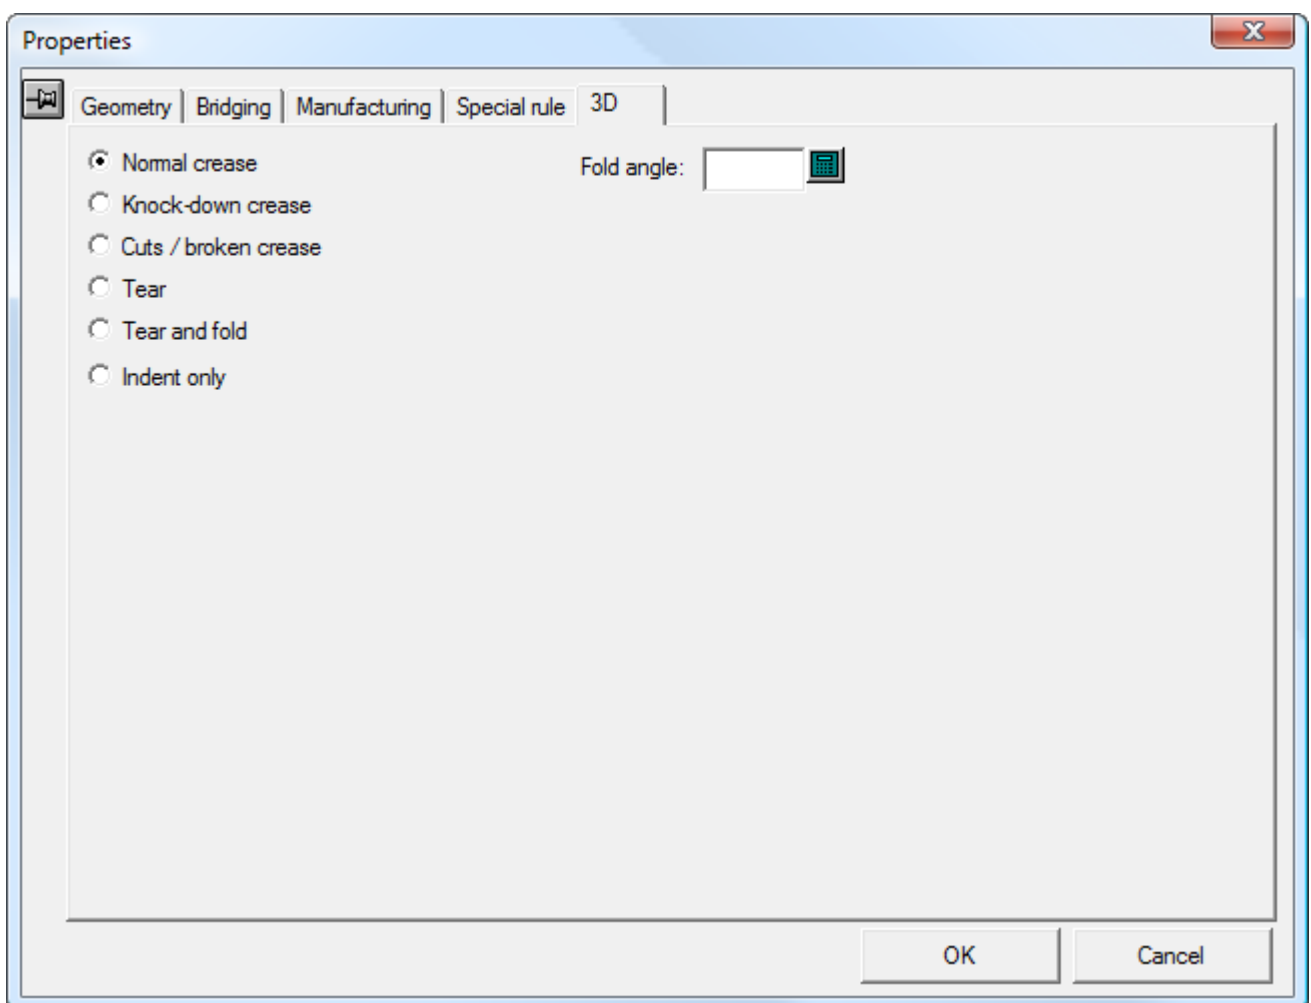 Properties
Geometry Bridging Manufacturing Special rule 3D
Normal crease Fold angle:
Knock-down crease
Cuts / broken crease
Tear
Tear and fold
Indent only
OK Cancel